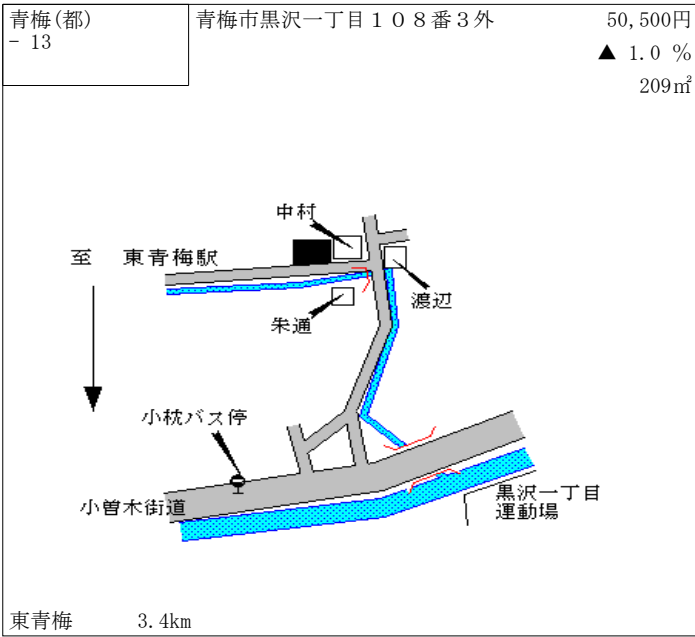 青梅(都)
- 13
青梅市黒沢一丁目１０８番３外
50,500円
▲ 1.0 %
209㎡
中村
至 東青梅駅
渡辺
朱通
小枕バス停
小曽木街道
黒沢一丁目
運動場
東青梅 3.4km